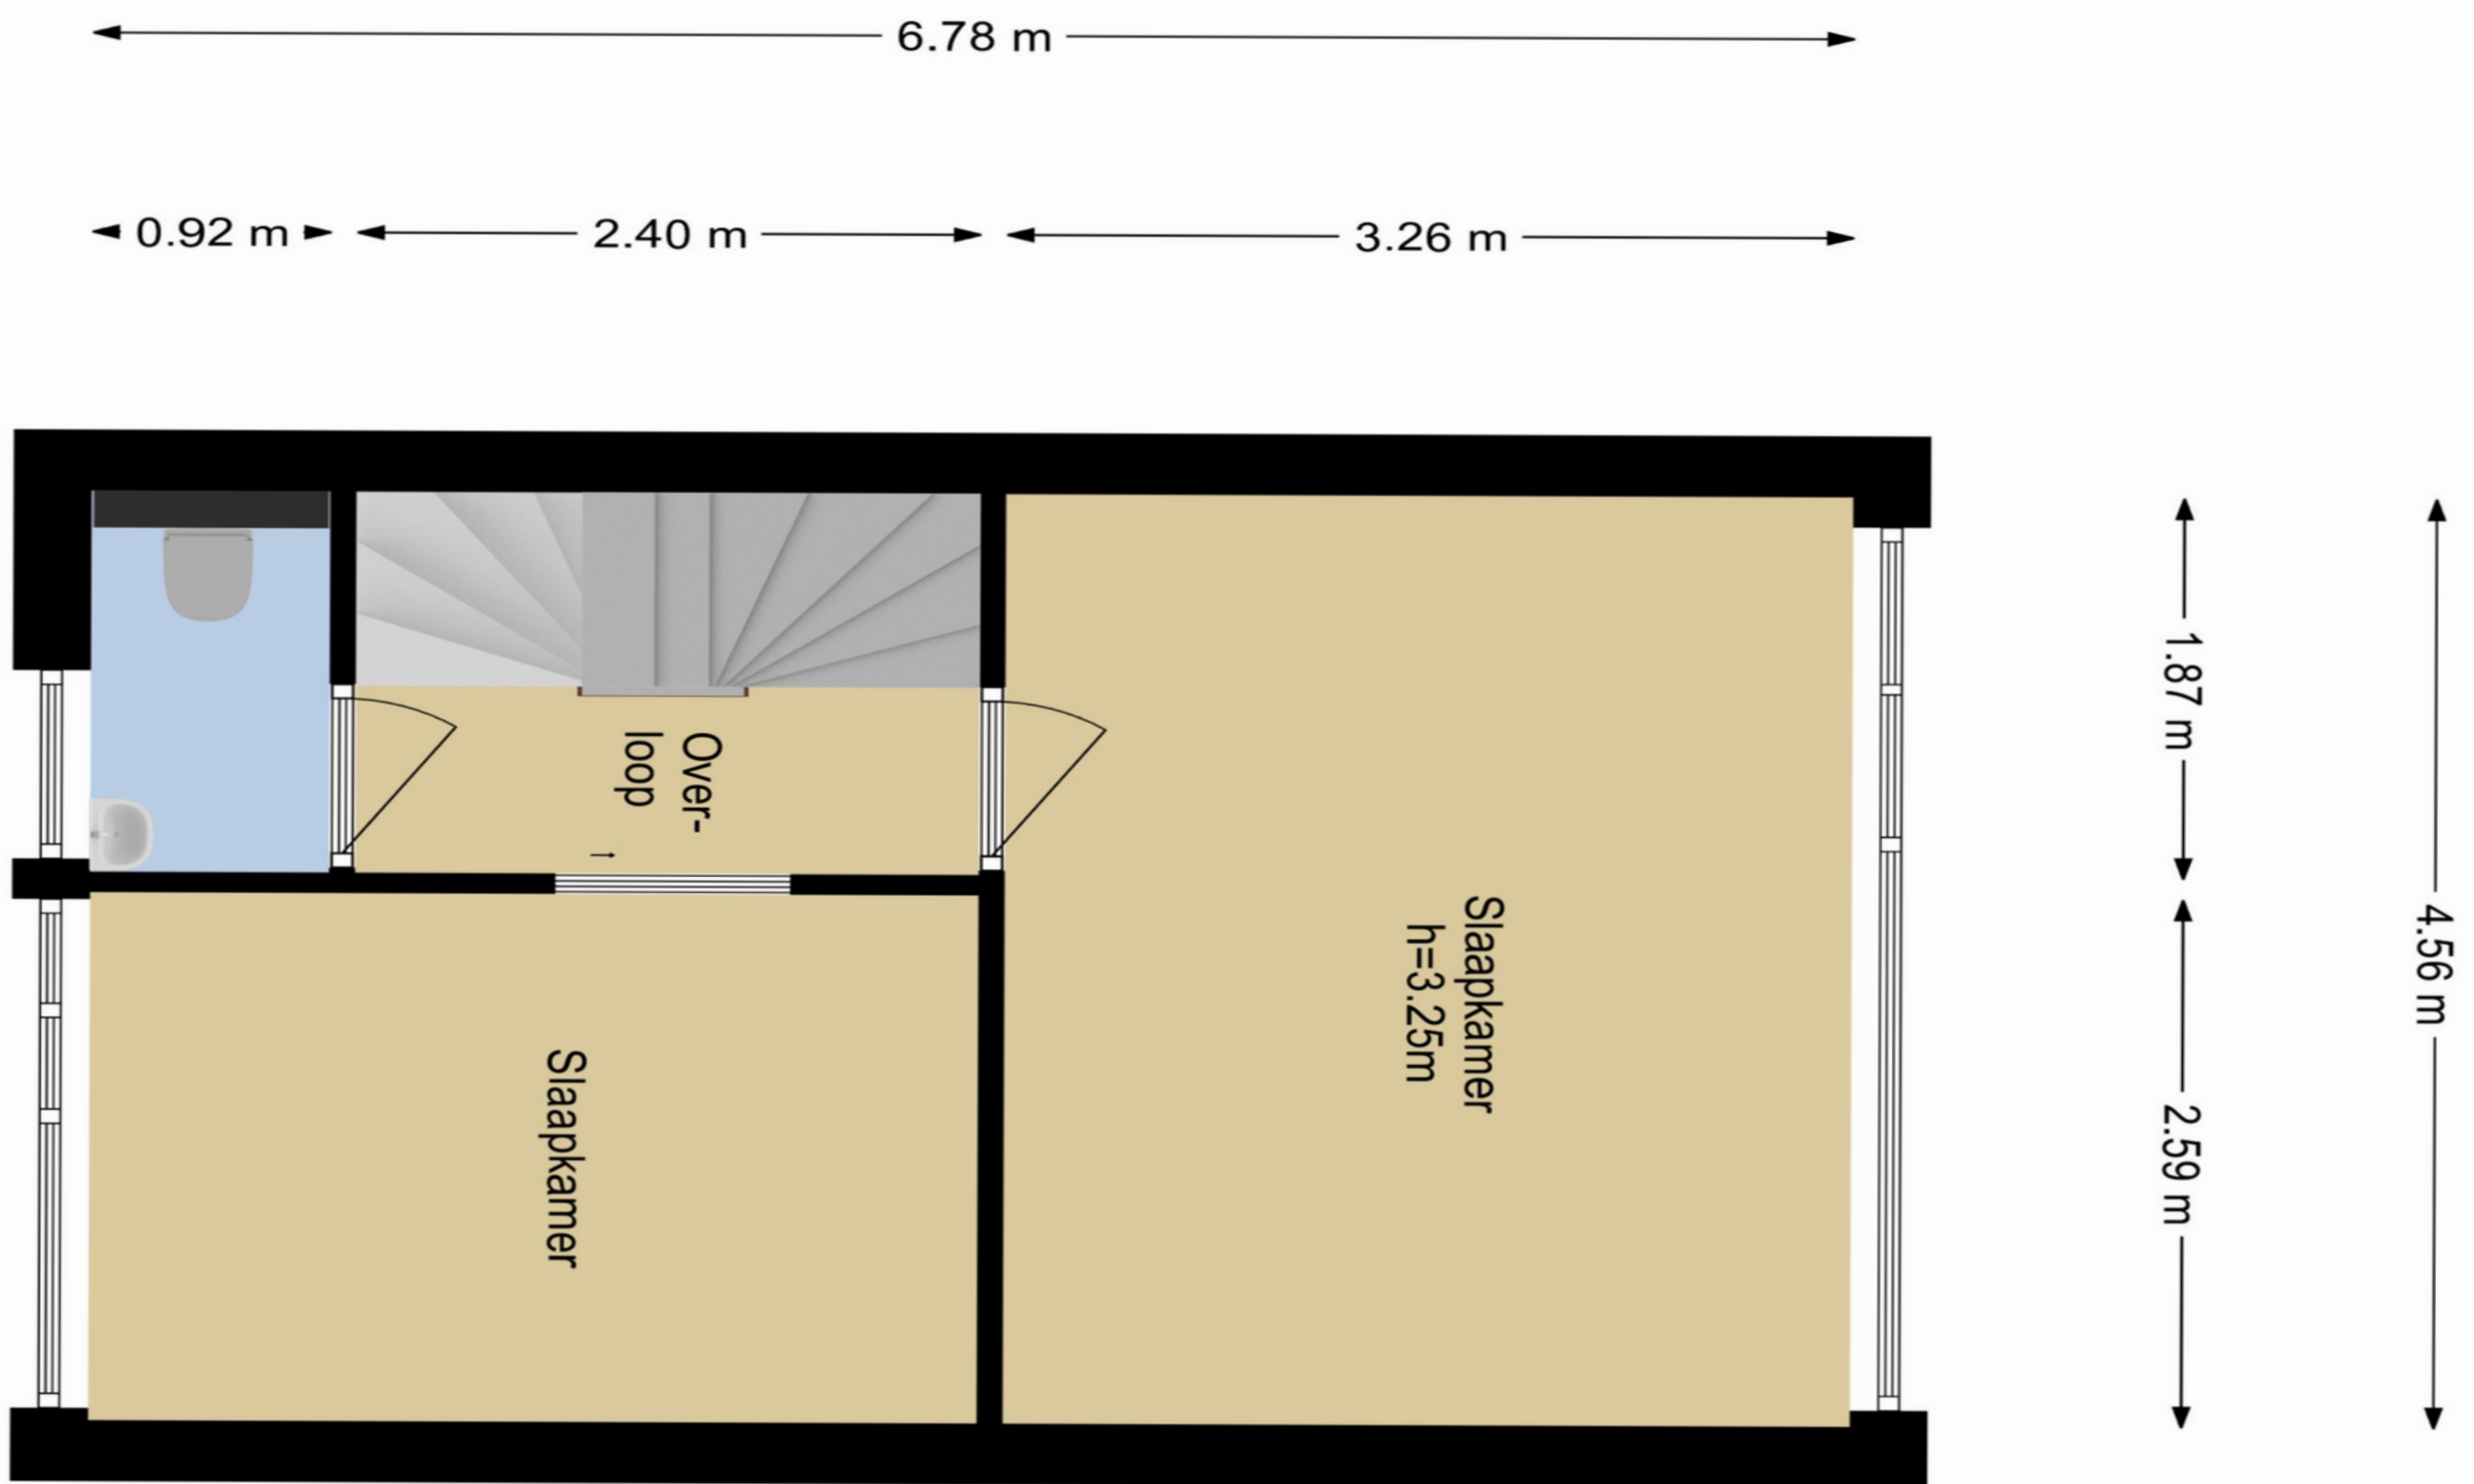 6.78 m
0.92 m
2.40 m
3.26 m
Over-
loop
1.87 m
4.56 m
Slaapkamer
h=3.25m
Slaapkamer
2.59 m